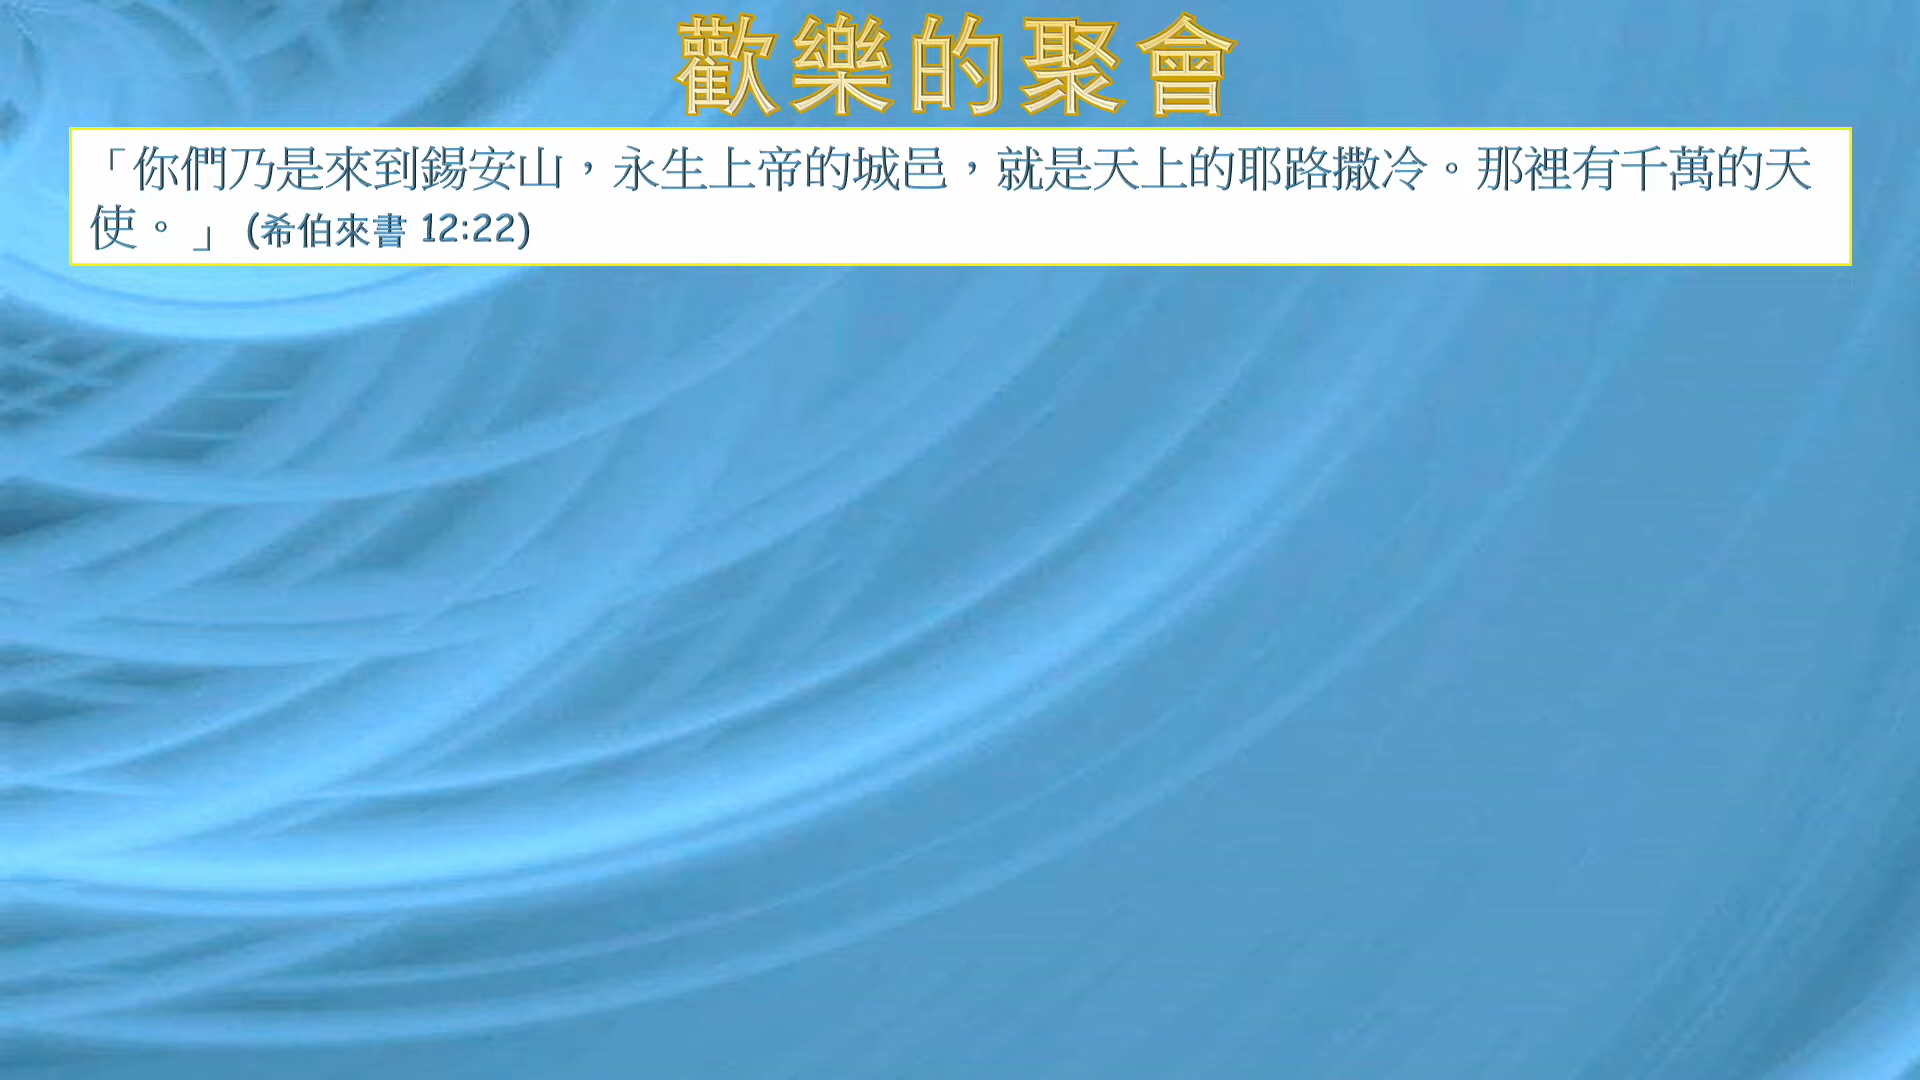 歡樂的聚會
「你們乃是來到錫安山，永生上帝的城邑，就是天上的耶路撒冷。那裡有千萬的天
使。」 (希伯來書 12:22)